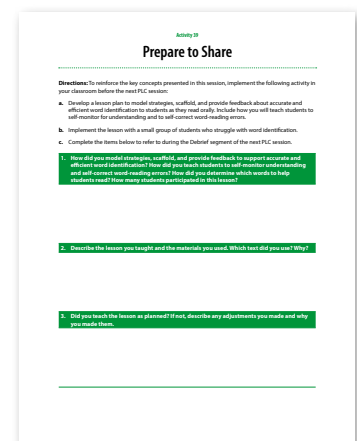 Activity 39
Prepare to Share
Directions: To reinforce the key concepts presented in this session, implement the following activity in
your classroom before the next PLC session.
a. Develop a lesson plan to model strategies, scaffold, and provide feedback about accurate and
efficient word identification to students as they read orally. Include how you will teach students to
self-monitor for understanding and to self-correct word-reading errors.
b. Implement the lesson with a small group of students who struggle with word identification.
c. Complete the items below to refer to during the Debrief segment of the next PLC session.
1. How did you model strategies, scaffold, and provide feedback to support accurate and
efficient word identification? How did you teach students to self-monitor understanding
and self-correct word-reading errors? How did you determine which words to help
students read? How many students participated in this lesson?
2. Describe the lesson you taught and the materials you used. Which text did you use? Why?
3. Did you teach the lesson as planned? If not, describe any adjustments you made and why
you made them.